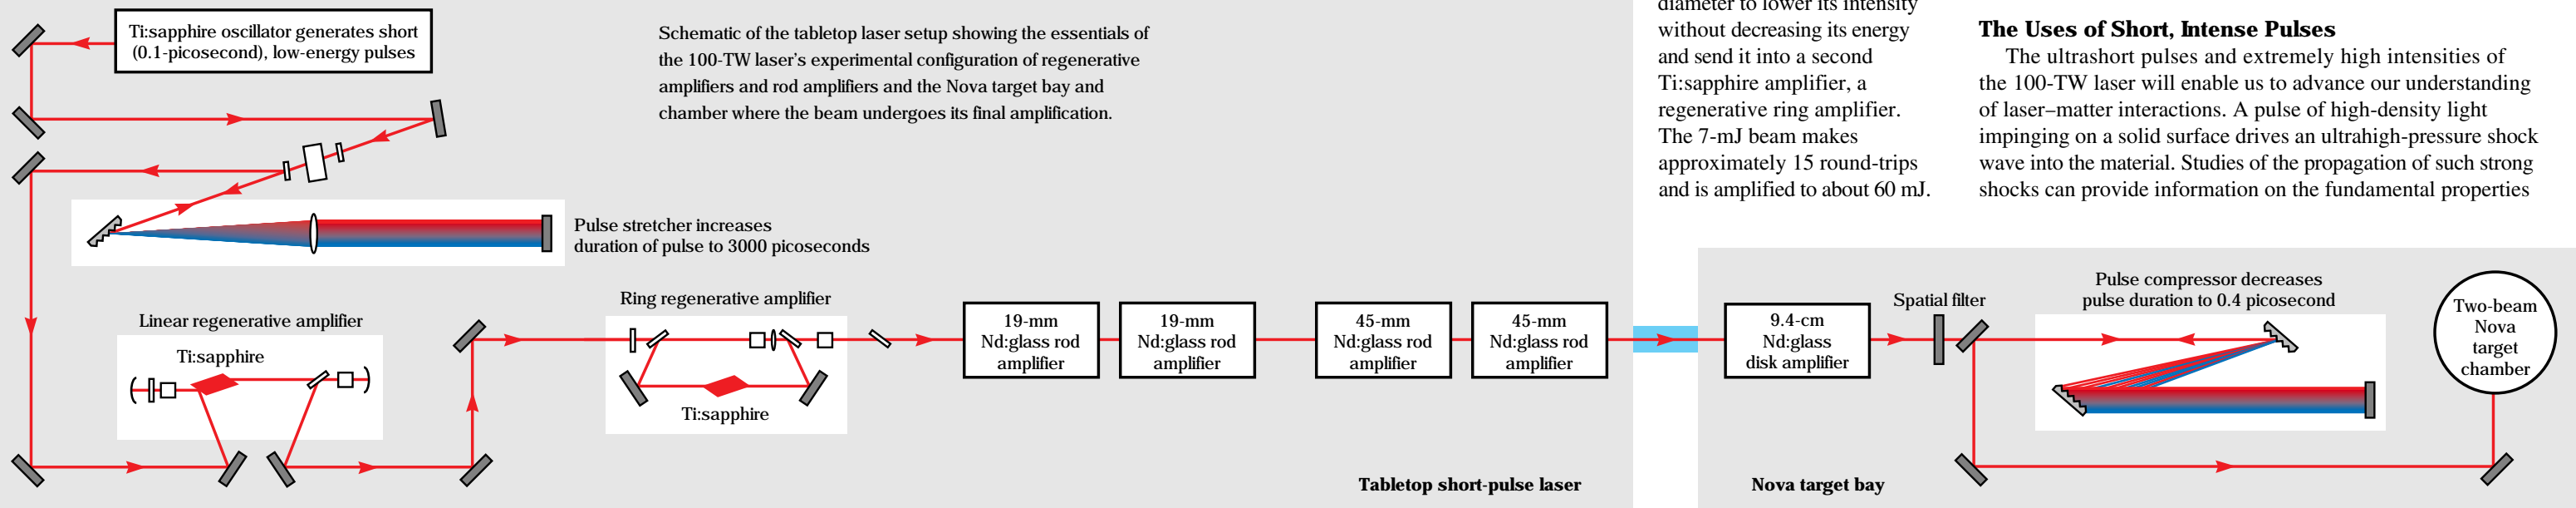 Ti:sapphire oscillator generates short
(0.1-picosecond), low-energy pulses
Schematic of the tabletop laser setup showing the essentials of
the 100-TW laser's experimental configuration of regenerative
amplifiers and rod amplifiers and the Nova target bay and
chamber where the beam undergoes its final amplification.
Pulse stretcher increases
duration of pulse to 3000 picoseconds
Linear regenerative amplifier
Ti:sapphire
Ring regenerative amplifier
Ti:sapphire
19-mm
Nd:glass rod
amplifier
19-mm
Nd:glass rod
amplifier
45-mm
Nd:glass rod
amplifier
45-mm
Nd:glass rod
amplifier
Tabletop short-pulse laser
diameter to lower its intensity
without decreasing its energy
and send it into a second
Ti:sapphire amplifier, a
regenerative ring amplifier.
The 7-mJ beam makes
approximately 15 round-trips
and is amplified to about 60 mJ.
The Uses of Short, Intense Pulses
The ultrashort pulses and extremely high intensities of
the 100-TW laser will enable us to advance our understanding
of laser–matter interactions. A pulse of high-density light
impinging on a solid surface drives an ultrahigh-pressure shock
wave into the material. Studies of the propagation of such strong
shocks can provide information on the fundamental properties
9.4-cm
Nd:glass
disk amplifier
Spatial filter
Pulse compressor decreases
pulse duration to 0.4 picosecond
Two-beam
Nova
target
chamber
Nova target bay